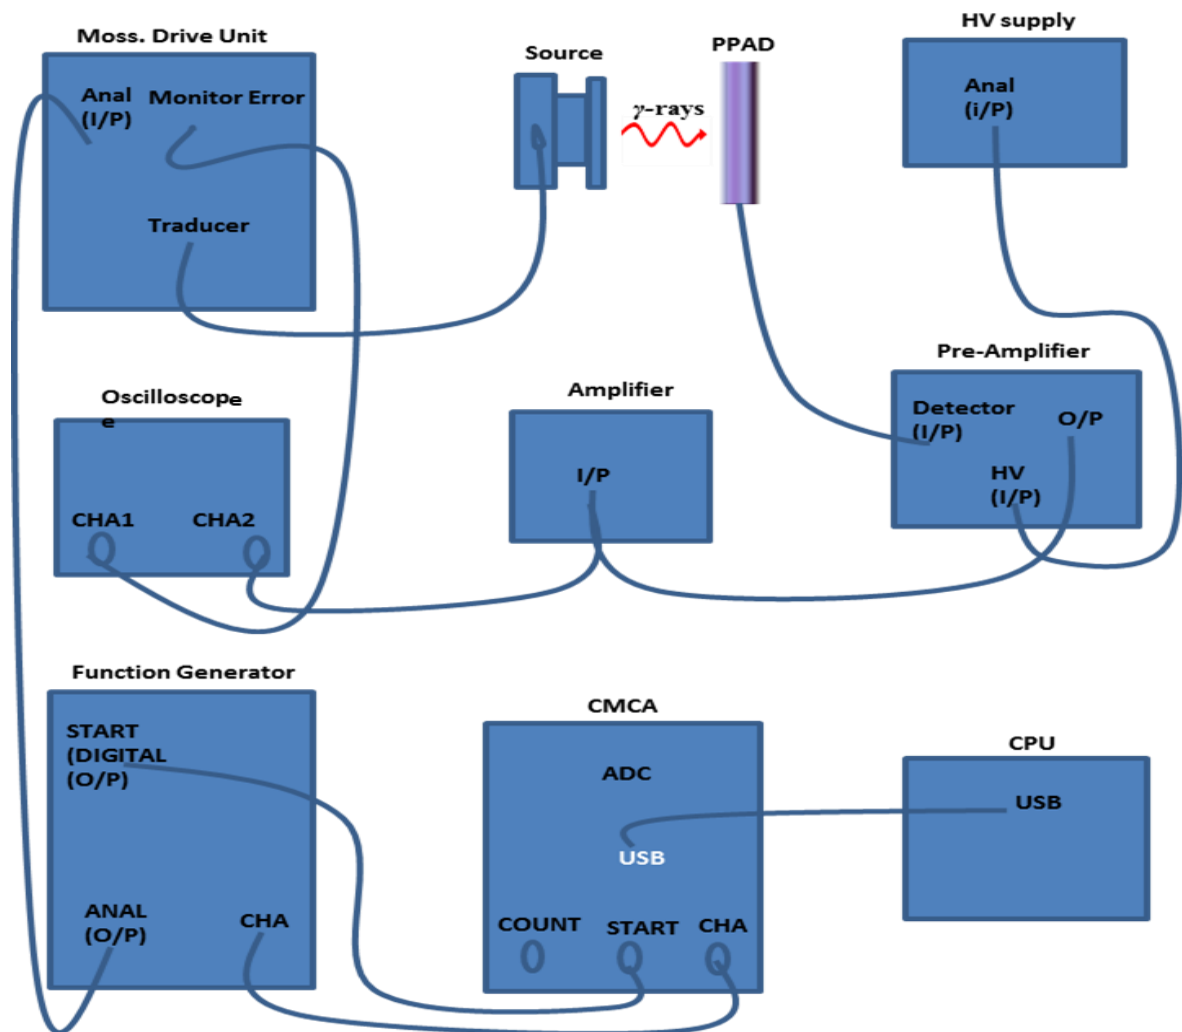 Moss. Drive Unit
Anal
(I/P)
Monitor Error
Traducer
Source
γ-rays
PPAD
HV supply
Anal
(i/P)
Oscilloscope
e
CHA1
CHA2
Amplifier
I/P
Pre-Amplifier
Detector
(I/P)
O/P
HV
(I/P)
Function Generator
START
(DIGITAL
(O/P)
ANAL
(O/P)
CHA
CMCA
ADC
USB
COUNT
START
CHA
CPU
USB